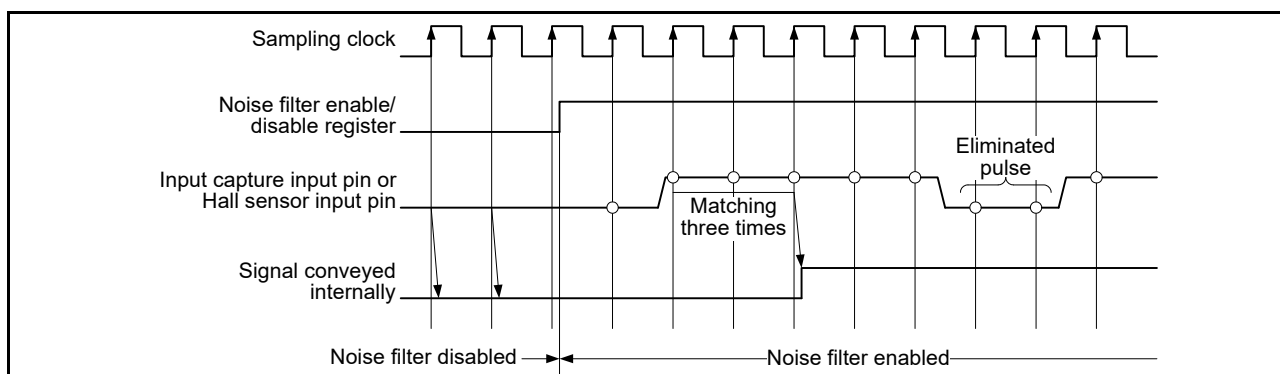 Sampling clock
Noise filter enable/
disable register
Eliminated
pulse
Input capture input pin or
Hall sensor input pin
Matching
three times
Signal conveyed
internally
Noise filter disabled
Noise filter enabled